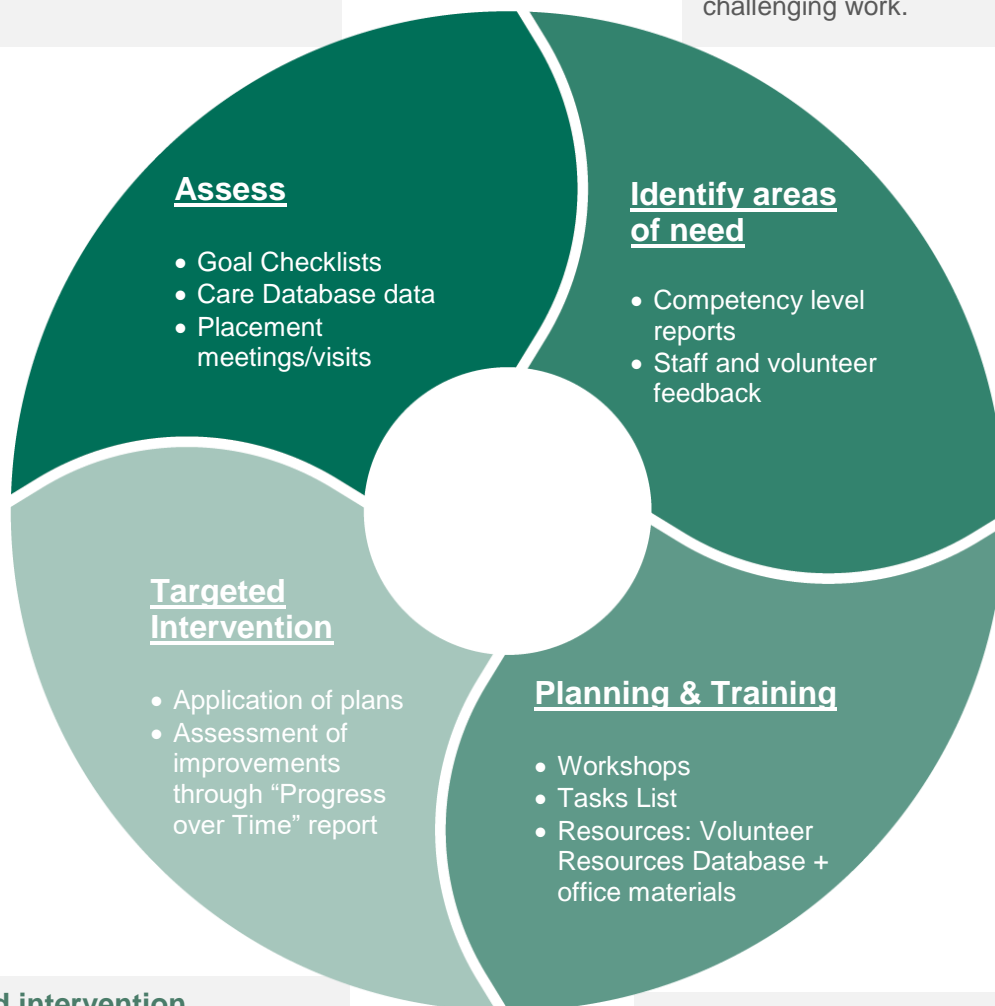 challenging work.
Assess
• Goal Checklists
• Care Database data
• Placement
meetings/visits
Identify areas
of need
• Competency level
reports
• Staff and volunteer
feedback
Targeted
Intervention
• Application of plans
• Assessment of
improvements
through “Progress
over Time” report
Planning & Training
• Workshops
• Tasks List
• Resources: Volunteer
Resources Database +
office materials
d intervention